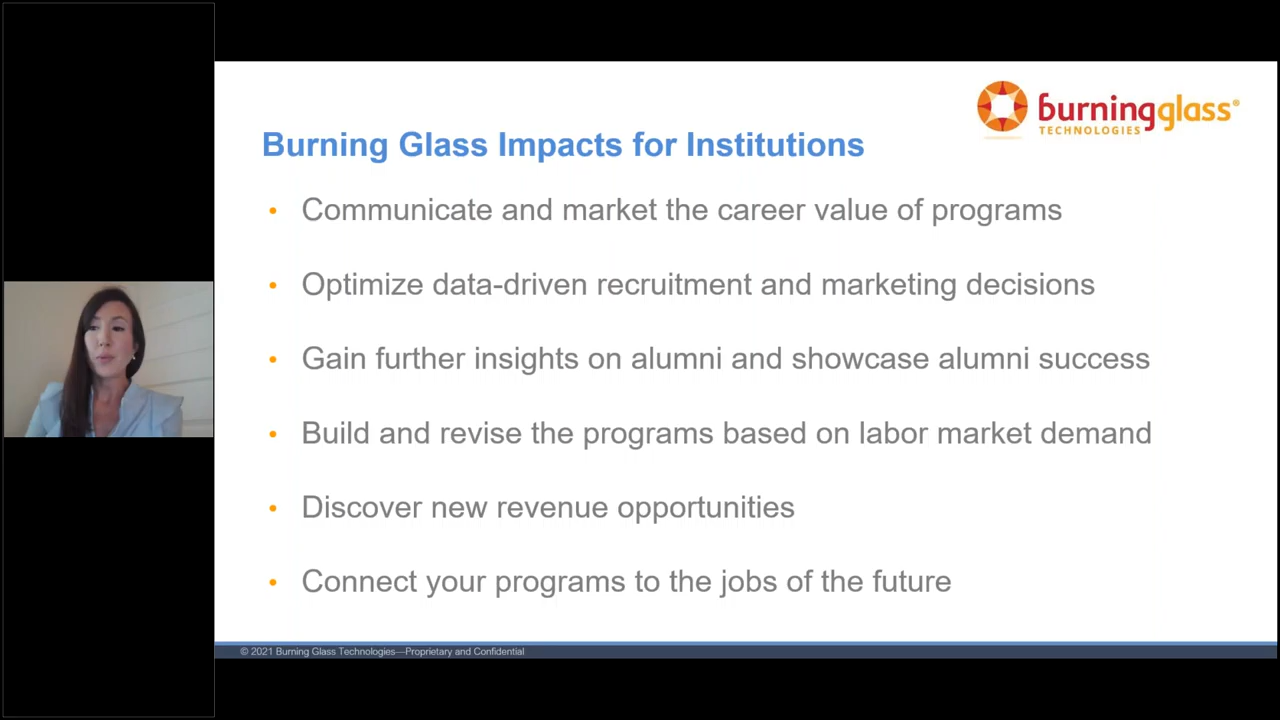 burningglass®
TECHNOLOGIES
Burning Glass Impacts for Institutions
• Communicate and market the career value of programs
• Optimize data-driven recruitment and marketing decisions
• Gain further insights on alumni and showcase alumni success
• Build and revise the programs based on labor market demand
• Discover new revenue opportunities
• Connect your programs to the jobs of the future
© 2021 Burning Glass Technologies—Proprietary and Confidential